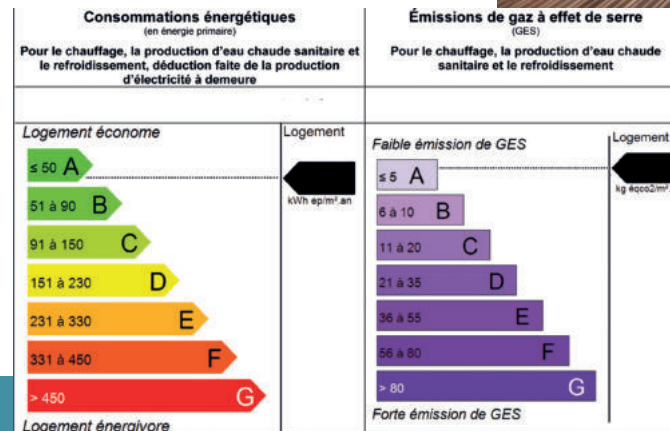 Consommations énergétiques
(en énergie primaire)
Pour le chauffage, la production d'eau chaude sanitaire et
le refroidissement, déduction faite de la production
d'électricité à demeure
Logement économe
Logement
≤ 50 A
51 à 90 B
91 à 150 C
151 à 230 D
231 à 330 E
331 à 450 F
> 450 G
kWh ep/m².an
Logement énergivore
Émissions de gaz à effet de serre
(GES)
Pour le chauffage, la production d'eau chaude
sanitaire et le refroidissement
Faible émission de GES
Logement
≤ 5 A
6 à 10 B
11 à 20 C
21 à 35 D
36 à 55 E
56 à 80 F
> 80 G
kg éqco2/m².
Forte émission de GES